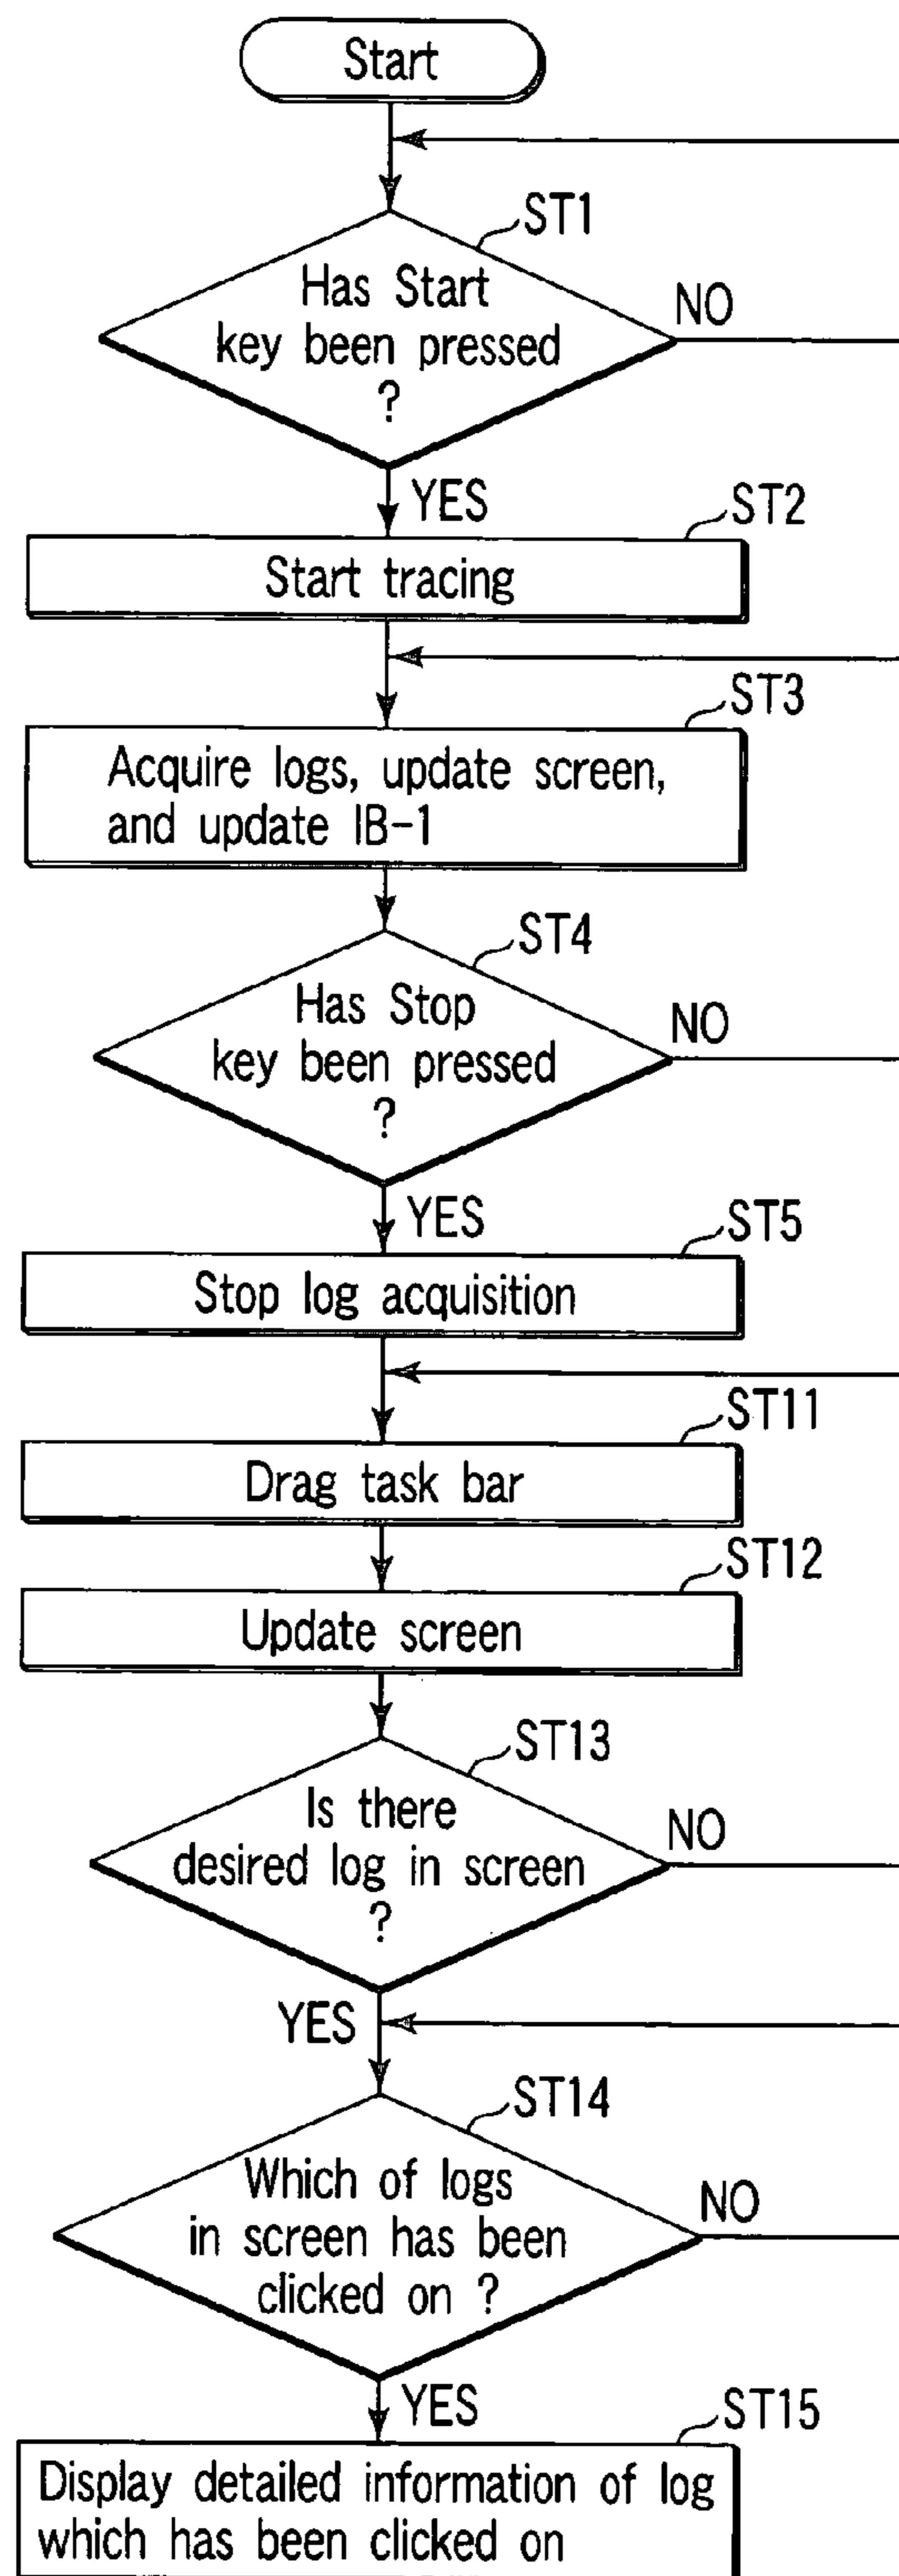 Start
ST1
Has Start
key been pressed
?
NO
YES
ST2
Start tracing
ST3
Acquire logs, update screen,
and update IB-1
ST4
Has Stop
key been pressed
?
NO
YES
ST5
Stop log acquisition
ST11
Drag task bar
ST12
Update screen
ST13
Is there
desired log in screen
?
NO
YES
ST14
Which of logs
in screen has been
clicked on ?
NO
YES
ST15
Display detailed information of log
which has been clicked on